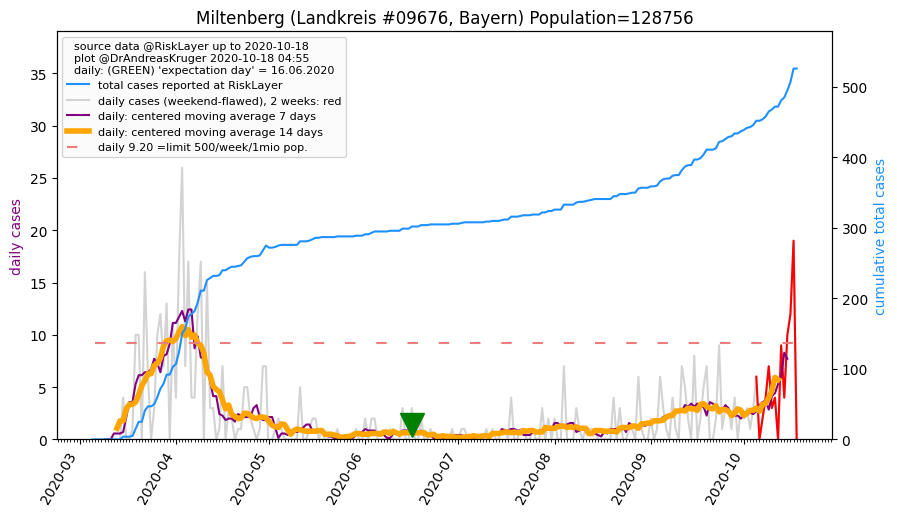 Miltenberg (Landkreis #09676, Bayern) Population=128756
source data @RiskLayer up to 2020-10-18
plot @DrAndreasKruger 2020-10-18 04:55
daily: (GREEN) 'expectation day' = 16.06.2020
total cases reported at RiskLayer
daily cases (weekend-flawed), 2 weeks: red
daily: centered moving average 7 days
daily: centered moving average 14 days
daily 9.20 =limit 500/week/1mio pop.
daily cases
35
30
25
20
15
10
5
0
cumulative total cases
500
400
300
200
100
0
2020-03
2020-04
2020-05
2020-06
2020-07
2020-08
2020-09
2020-10